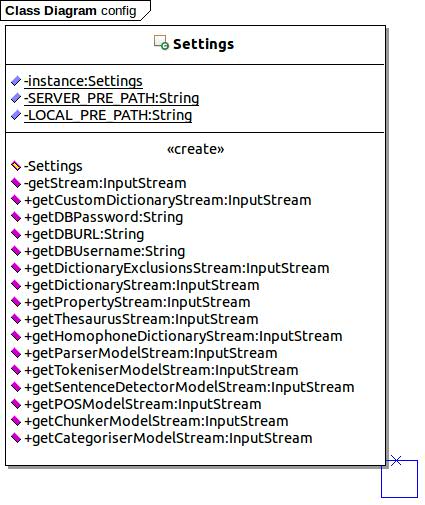 Class Diagram config
Settings
-instance:Settings
-SERVER_PRE_PATH:String
-LOCAL_PRE_PATH:String
«create»
-Settings
-getStream:InputStream
+getCustomDictionaryStream:InputStream
+getDBPassword:String
+getDBURL:String
+getDBUsername:String
+getDictionaryExclusionsStream:InputStream
+getDictionaryStream:InputStream
+getPropertyStream:InputStream
+getThesaurusStream:InputStream
+getHomophoneDictionaryStream:InputStream
+getParserModelStream:InputStream
+getTokeniserModelStream:InputStream
+getSentenceDetectorModelStream:InputStream
+getPOSModelStream:InputStream
+getChunkerModelStream:InputStream
+getCategoriserModelStream:InputStream